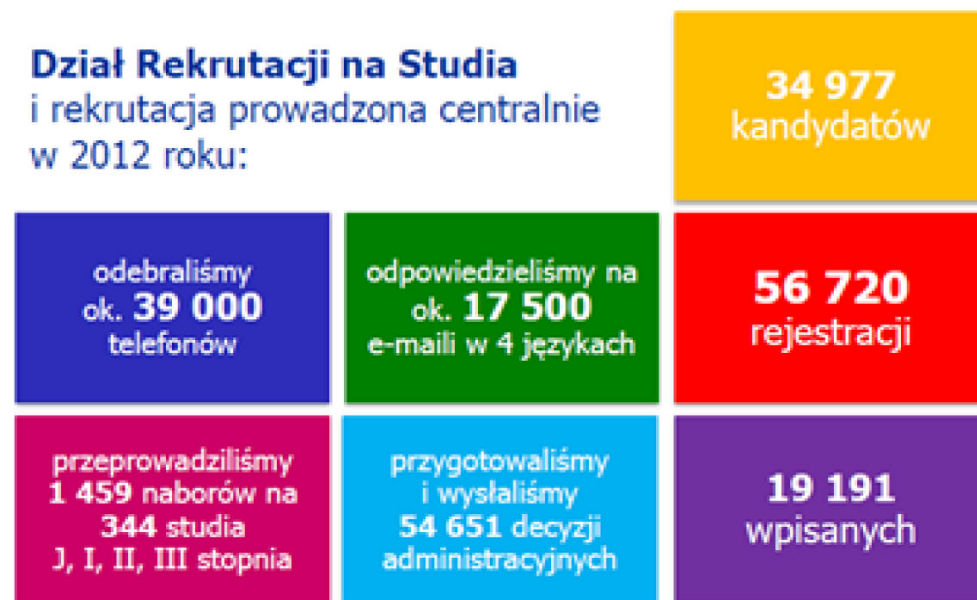 Dział Rekrutacji na Studia
i rekrutacja prowadzona centralnie
w 2012 roku:
34 977
kandydatów
odebraliśmy
ok. 39 000
telefonów
odpowiedzieliśmy na
ok. 17 500
e-maili w 4 językach
56 720
rejestracji
przeprowadziliśmy
1 459 naborów na
344 studia
J, I, II, III stopnia
przygotowaliśmy
i wysłaliśmy
54 651 decyzji
administracyjnych
19 191
wpisanych